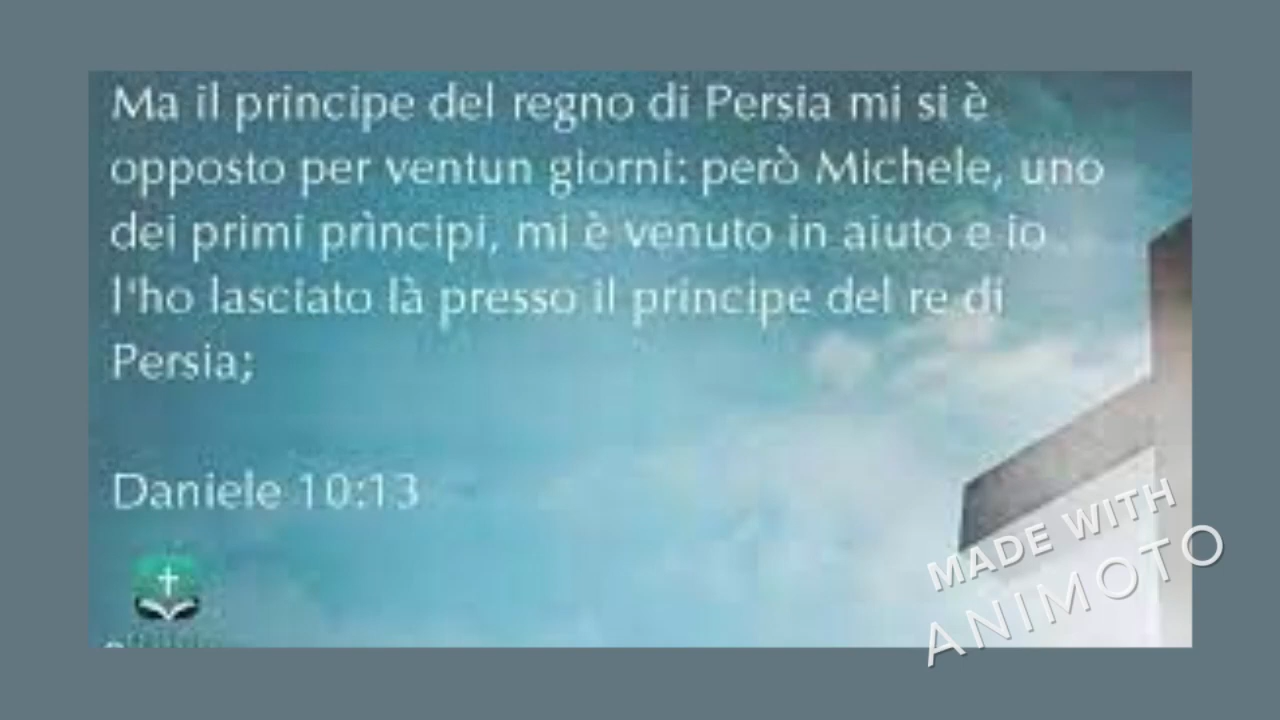 Ma il principe del regno di Persia mi si è
opposto per ventun giorni: però Michele, uno
dei primi prìncipi, mi è venuto in aiuto e io
l'ho lasciato là presso il principe del re di
Persia;
Daniele 10:13
MADE WITH
ANIMOTO